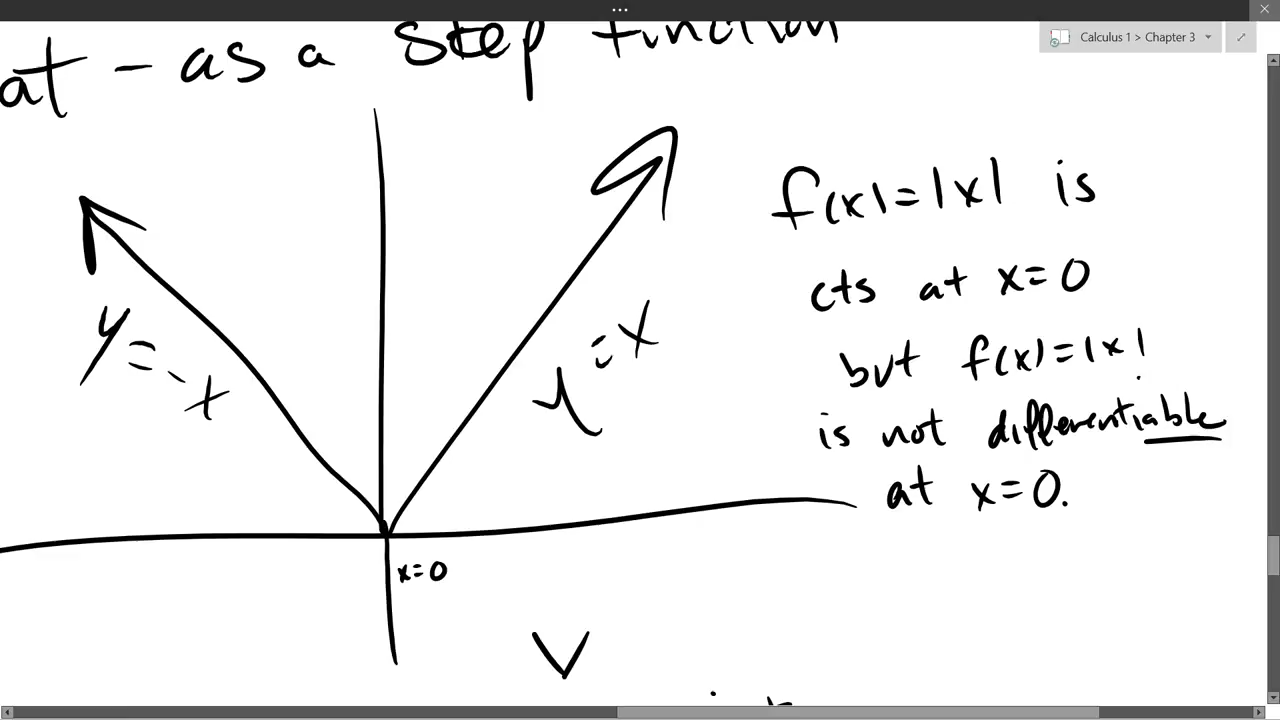 ...
Calculus 1 > Chapter 3
at - as a step function
f(x)=|x| is
cts at x=0
but f(x)=|x|
is not differentiable
at x=0.
y=-x
y=x
x=0